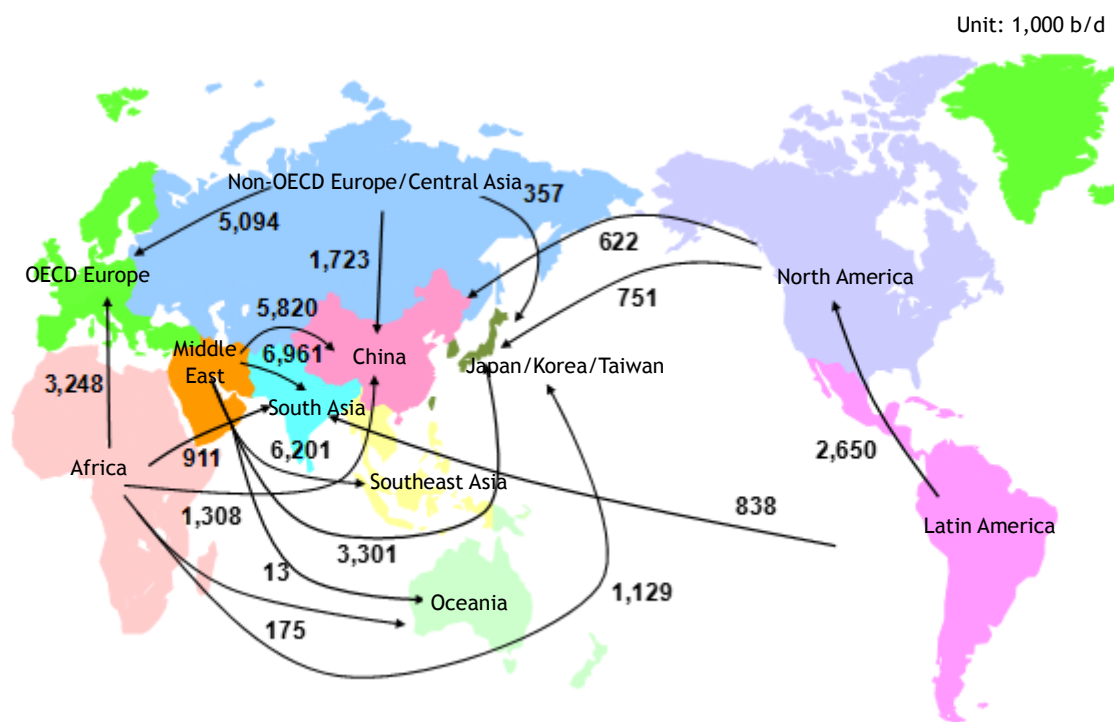 Unit: 1,000 b/d
Non-OECD Europe/Central Asia
357
5,094
1,723
622
OECD Europe
North America
5,820
751
Middle
East
6,961
China
Japan/Korea/Taiwan
3,248
South Asia
911
6,201
2,650
Africa
Southeast Asia
1,308
838
Latin America
3,301
13
1,129
Oceania
175